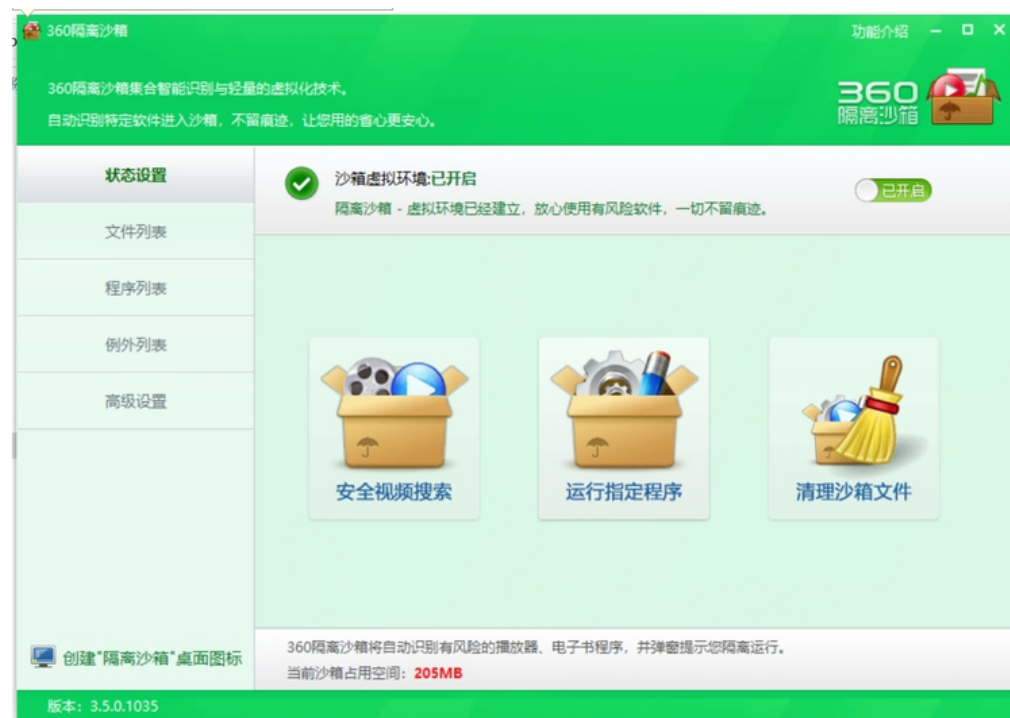 360隔离沙箱
功能介绍
360隔离沙箱集合智能识别与轻量的虚拟化技术。
自动识别特定软件进入沙箱，不留痕迹，让您用的省心更安心。
360
隔离沙箱
状态设置
沙箱虚拟环境:已开启
已开启
隔离沙箱 - 虚拟环境已经建立，放心使用有风险软件，一切不留痕迹。
文件列表
程序列表
例外列表
高级设置
安全视频搜索
运行指定程序
清理沙箱文件
创建"隔离沙箱"桌面图标
360隔离沙箱将自动识别有风险的播放器、电子书程序，并弹窗提示您隔离运行。
当前沙箱占用空间：205MB
版本：3.5.0.1035